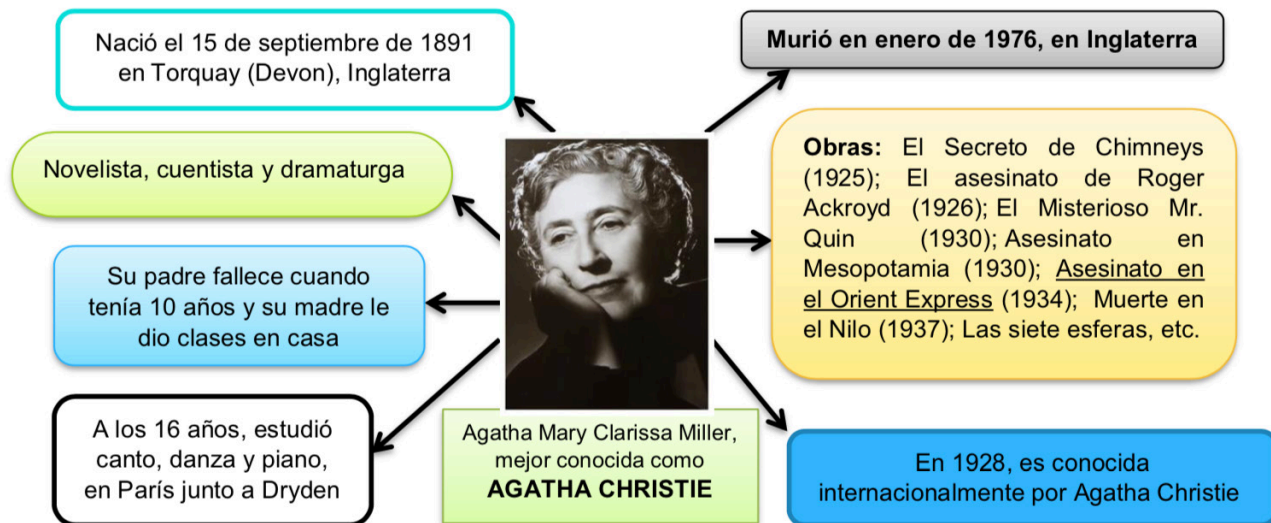 Nació el 15 de septiembre de 1891
en Torquay (Devon), Inglaterra
Murió en enero de 1976, en Inglaterra
Novelista, cuentista y dramaturga
Obras: El Secreto de Chimneys
(1925); El asesinato de Roger
Ackroyd (1926); El Misterioso Mr.
Quin (1930); Asesinato en
Mesopotamia (1930); Asesinato en
el Orient Express (1934); Muerte en
el Nilo (1937); Las siete esferas, etc.
Su padre fallece cuando
tenía 10 años y su madre le
dio clases en casa
A los 16 años, estudió
canto, danza y piano,
en París junto a Dryden
Agatha Mary Clarissa Miller,
mejor conocida como
AGATHA CHRISTIE
En 1928, es conocida
internacionalmente por Agatha Christie